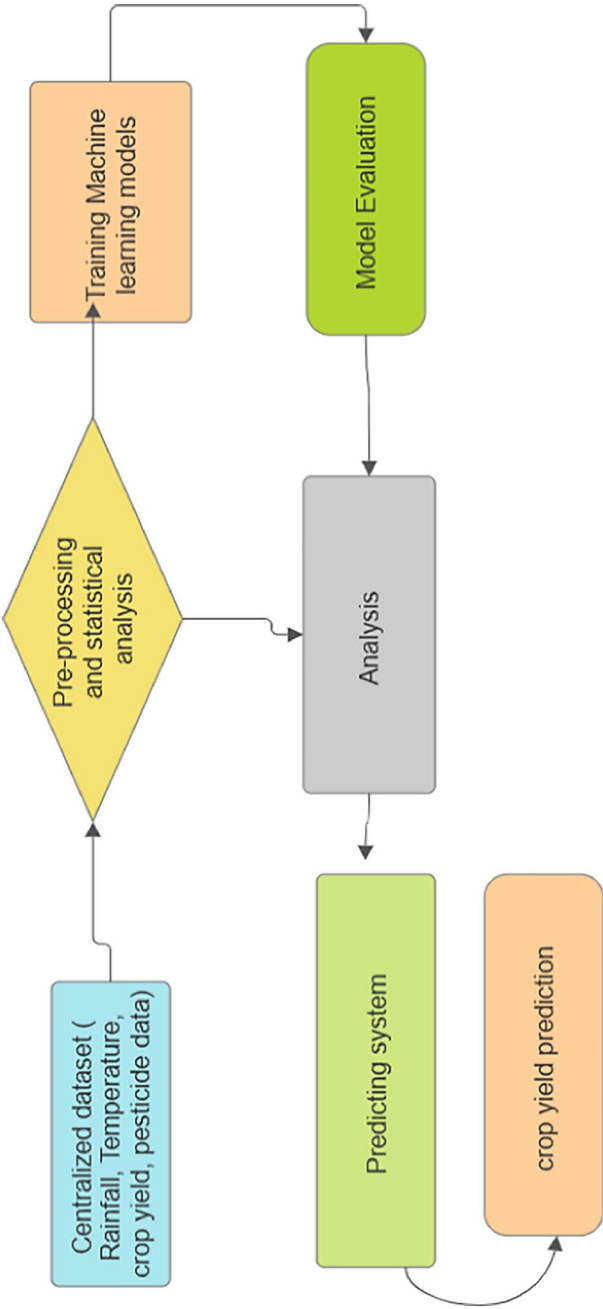 Centralized dataset (
Rainfall, Temperature,
crop yield, pesticide data)
Pre-processing
and statistical
analysis
Training Machine
learning models
Model Evaluation
Analysis
Predicting system
crop yield prediction